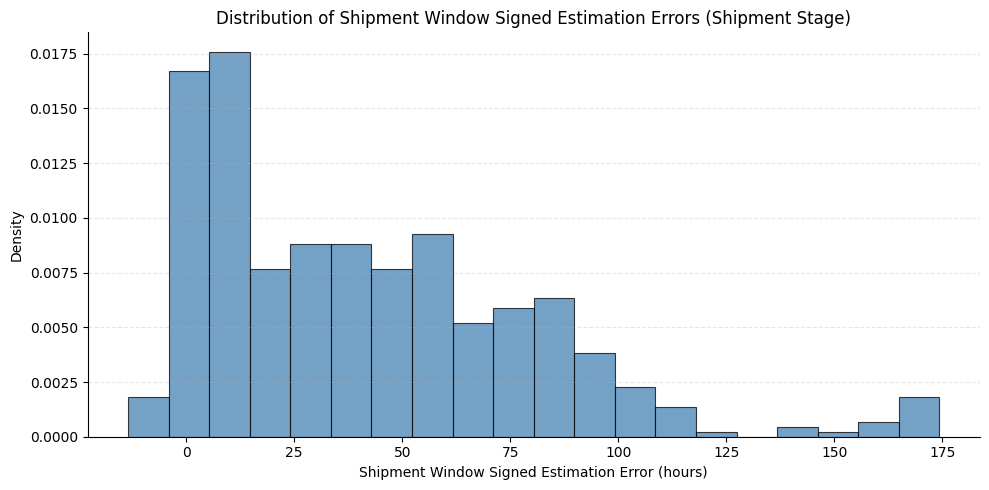 Distribution of Shipment Window Signed Estimation Errors (Shipment Stage)
0.0175
0.0150
0.0125
0.0100
0.0075
0.0050
0.0025
0.0000
Density
0 25 50 75 100 125 150 175
Shipment Window Signed Estimation Error (hours)